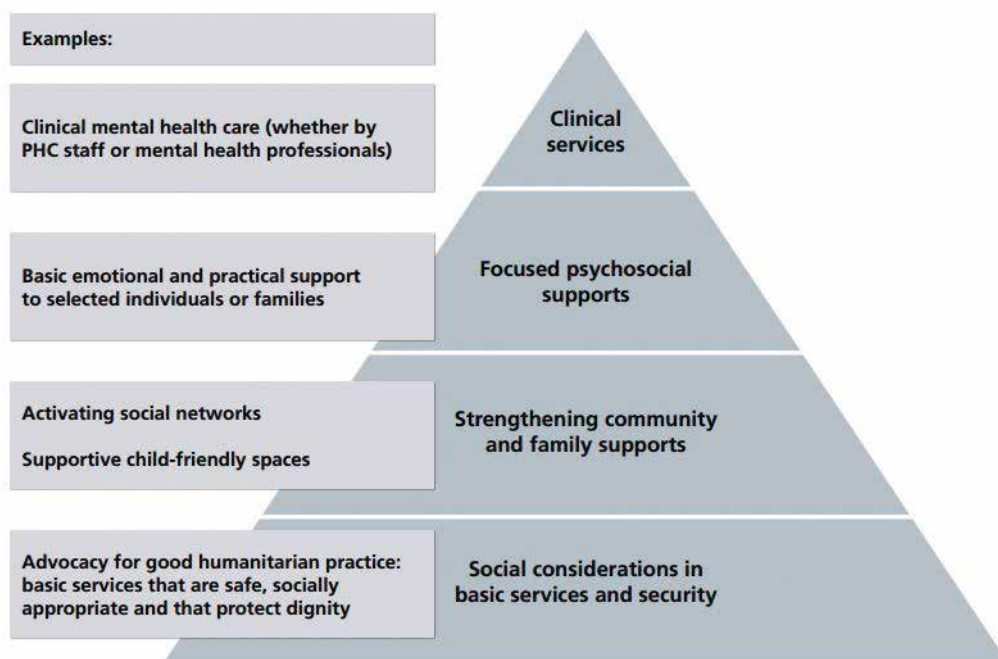 Examples:
Clinical mental health care (whether by
PHC staff or mental health professionals)
Clinical
services
Basic emotional and practical support
to selected individuals or families
Focused psychosocial
supports
Activating social networks
Supportive child-friendly spaces
Strengthening community
and family supports
Advocacy for good humanitarian practice:
basic services that are safe, socially
appropriate and that protect dignity
Social considerations in
basic services and security